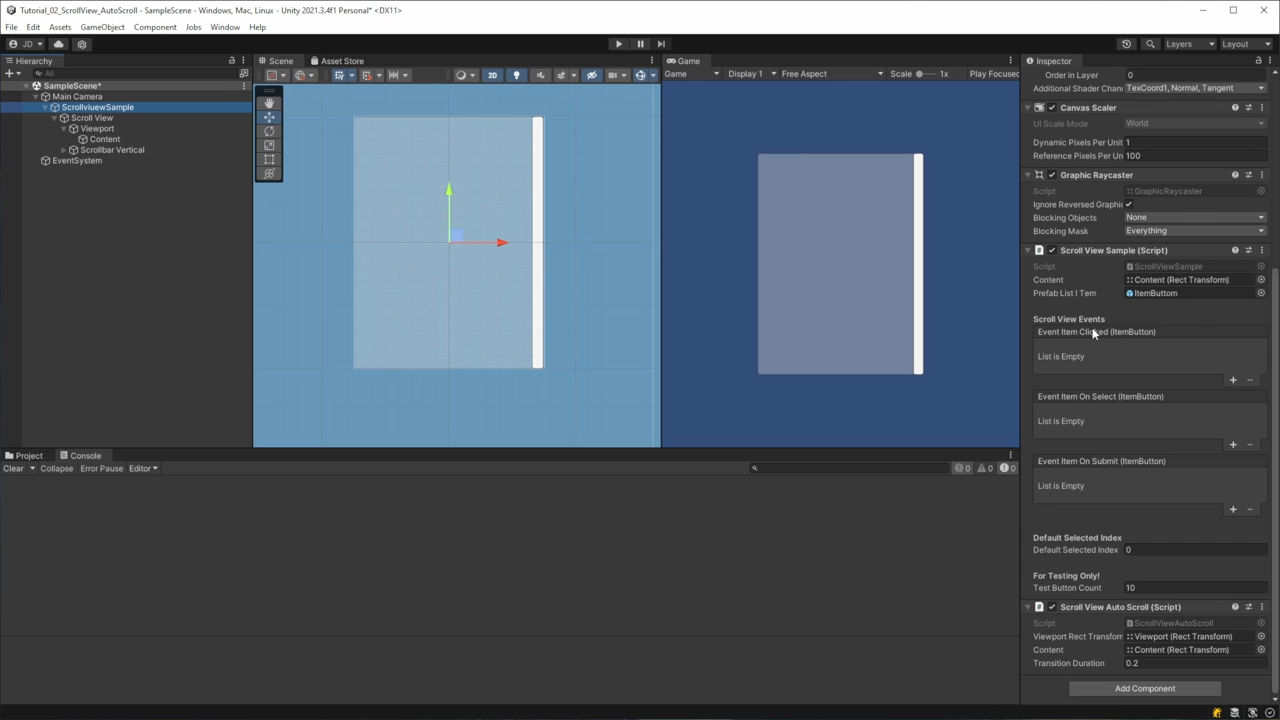 Tutorial_02_ScrollView_AutoScroll - SampleScene - Windows, Mac, Linux - Unity 2021.3.4f1 Personal* <DX11>
File Edit Assets GameObject Component Jobs Window Help
JD Layers Layout
Hierarchy
All
SampleScene*
Main Camera
ScrollviuewSample
Scroll View
Viewport
Content
Scrollbar Vertical
EventSystem
Scene Asset Store
2D
Game
Game Display 1 Free Aspect Scale 1x Play Focused
Inspector
Order in Layer 0
Additional Shader Chan TexCoord1, Normal, Tangent
Canvas Scaler
UI Scale Mode World
Dynamic Pixels Per Unit 1
Reference Pixels Per Un 100
Graphic Raycaster
Script GraphicRaycaster
Ignore Reversed Graphic
Blocking Objects None
Blocking Mask Everything
Scroll View Sample (Script)
Script ScrollViewSample
Content Content (Rect Transform)
Prefab List I Tem ItemButtom
Scroll View Events
Event Item Clicked (ItemButton)
List is Empty
Event Item On Select (ItemButton)
List is Empty
Event Item On Submit (ItemButton)
List is Empty
Default Selected Index
Default Selected Index 0
For Testing Only!
Test Button Count 10
Scroll View Auto Scroll (Script)
Script ScrollViewAutoScroll
Viewport Rect Transform Viewport (Rect Transform)
Content Content (Rect Transform)
Transition Duration 0.2
Add Component
Project Console
Clear Collapse Error Pause Editor
0 0 0